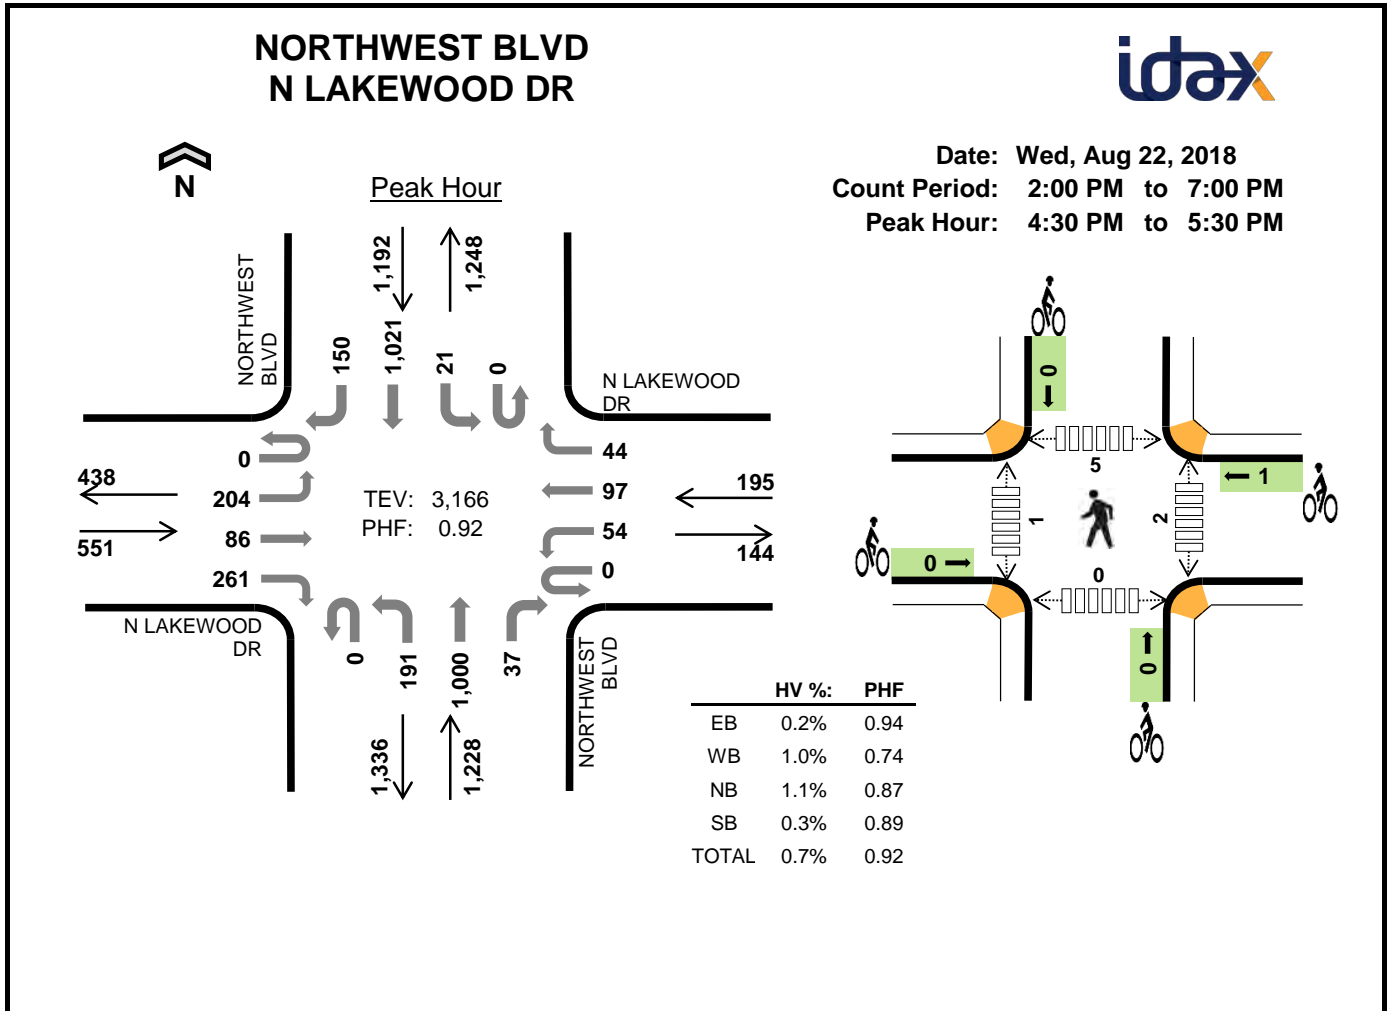 NORTHWEST BLVD
N LAKEWOOD DR
idax
N
Peak Hour
Date: Wed, Aug 22, 2018
Count Period: 2:00 PM to 7:00 PM
Peak Hour: 4:30 PM to 5:30 PM
1,192
1,248
NORTHWEST
BLVD
150
1,021
21
0
N LAKEWOOD
DR
0
204
86
261
438
551
TEV: 3,166
PHF: 0.92
44
97
54
0
195
144
N LAKEWOOD
DR
0
191
1,000
37
NORTHWEST
BLVD
1,336
1,228
0
5
1
1
2
0
0
0
HV %: PHF
EB 0.2% 0.94
WB 1.0% 0.74
NB 1.1% 0.87
SB 0.3% 0.89
TOTAL 0.7% 0.92